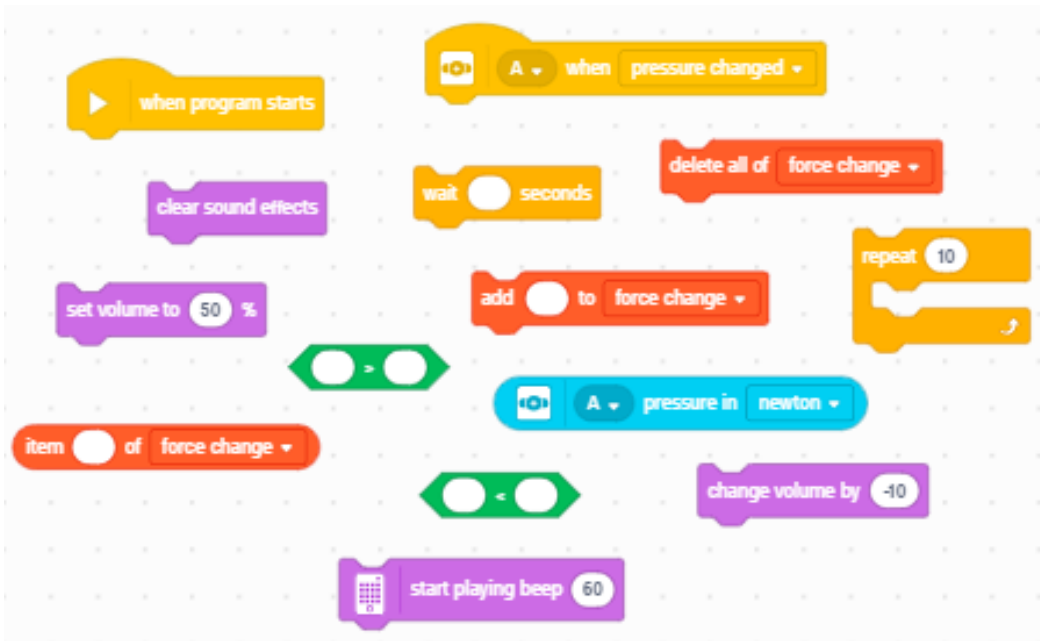 A when pressure changed
when program starts
delete all of force change
wait seconds
clear sound effects
repeat 10
add to force change
set volume to 50 %
>
A pressure in newton
item of force change
change volume by -10
<
start playing beep 60